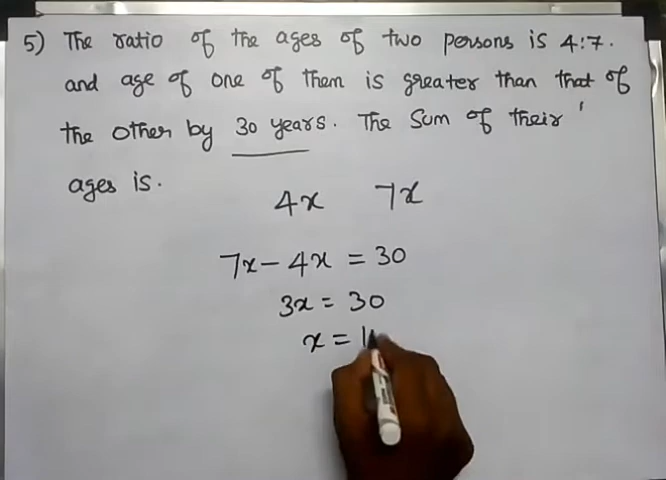 5) The ratio of the ages of two persons is 4:7.
and age of one of them is greater than that of
the other by 30 years. The Sum of their
ages is.
4x 7x
7x - 4x = 30
3x = 30
x = 1